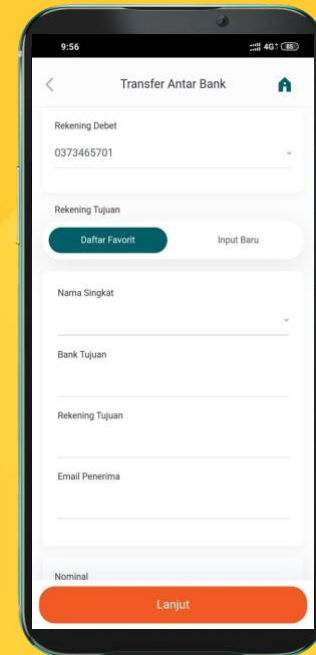 9:56
4G+ 85
Transfer Antar Bank
Rekening Debet
0373465701
Rekening Tujuan
Daftar Favorit
Input Baru
Nama Singkat
Bank Tujuan
Rekening Tujuan
Email Penerima
Nominal
Lanjut